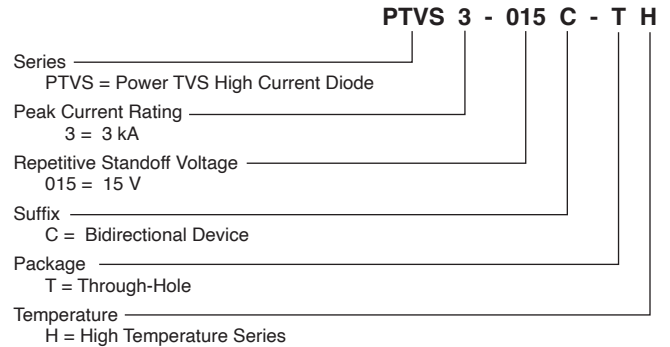 PTVS 3 - 015 C - T H
Series
PTVS = Power TVS High Current Diode
Peak Current Rating
3 = 3 kA
Repetitive Standoff Voltage
015 = 15 V
Suffix
C = Bidirectional Device
Package
T = Through-Hole
Temperature
H = High Temperature Series